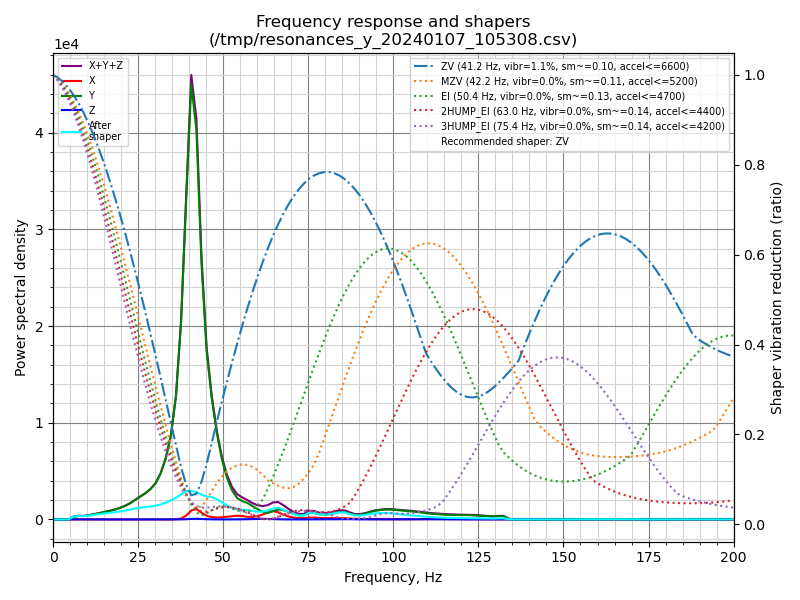 Frequency response and shapers
(/tmp/resonances_y_20240107_105308.csv)
1e4
X+Y+Z
X
Y
Z
After
shaper
ZV (41.2 Hz, vibr=1.1%, sm~=0.10, accel<=6600)
MZV (42.2 Hz, vibr=0.0%, sm~=0.11, accel<=5200)
EI (50.4 Hz, vibr=0.0%, sm~=0.13, accel<=4700)
2HUMP_EI (63.0 Hz, vibr=0.0%, sm~=0.14, accel<=4400)
3HUMP_EI (75.4 Hz, vibr=0.0%, sm~=0.14, accel<=4200)
Recommended shaper: ZV
Power spectral density
4
3
2
1
0
1.0
0.8
0.6
0.4
0.2
0.0
Shaper vibration reduction (ratio)
0 25 50 75 100 125 150 175 200
Frequency, Hz